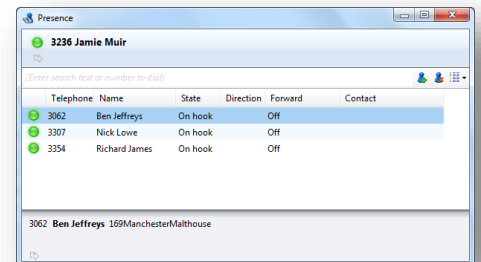 Presence
3236 Jamie Muir
(Enter search text or number to dial)
Telephone Name State Direction Forward Contact
3062 Ben Jeffreys On hook Off
3307 Nick Lowe On hook Off
3354 Richard James On hook Off
3062 Ben Jeffreys 169ManchesterMalthouse